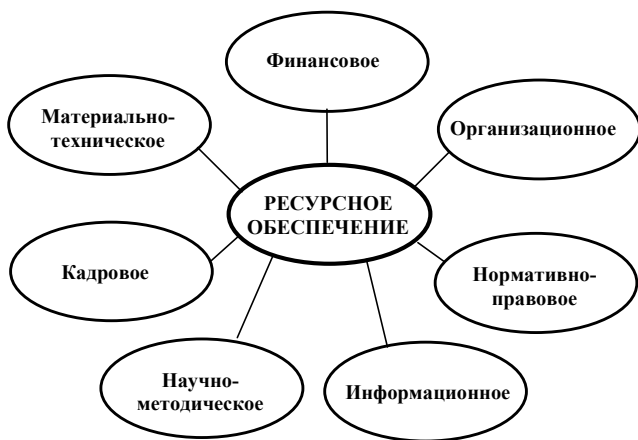 Финансовое
Материально-
техническое
Организационное
РЕСУРСНОЕ
ОБЕСПЕЧЕНИЕ
Кадровое
Нормативно-
правовое
Научно-
методическое
Информационное